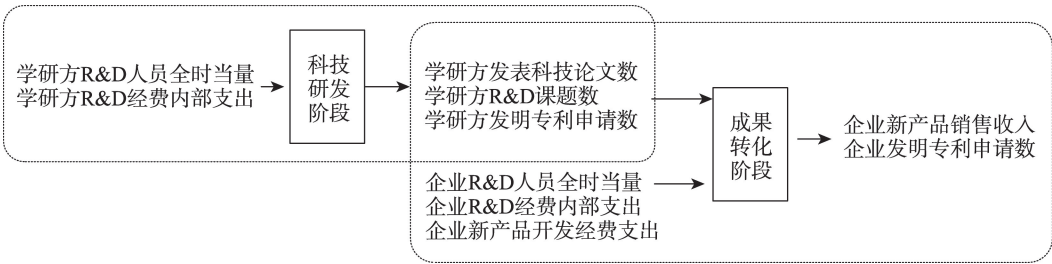 学研方R&D人员全时当量
学研方R&D经费内部支出
科技
研发
阶段
学研方发表科技论文数
学研方R&D课题数
学研方发明专利申请数
企业R&D人员全时当量
企业R&D经费内部支出
企业新产品开发经费支出
成果
转化
阶段
企业新产品销售收入
企业发明专利申请数